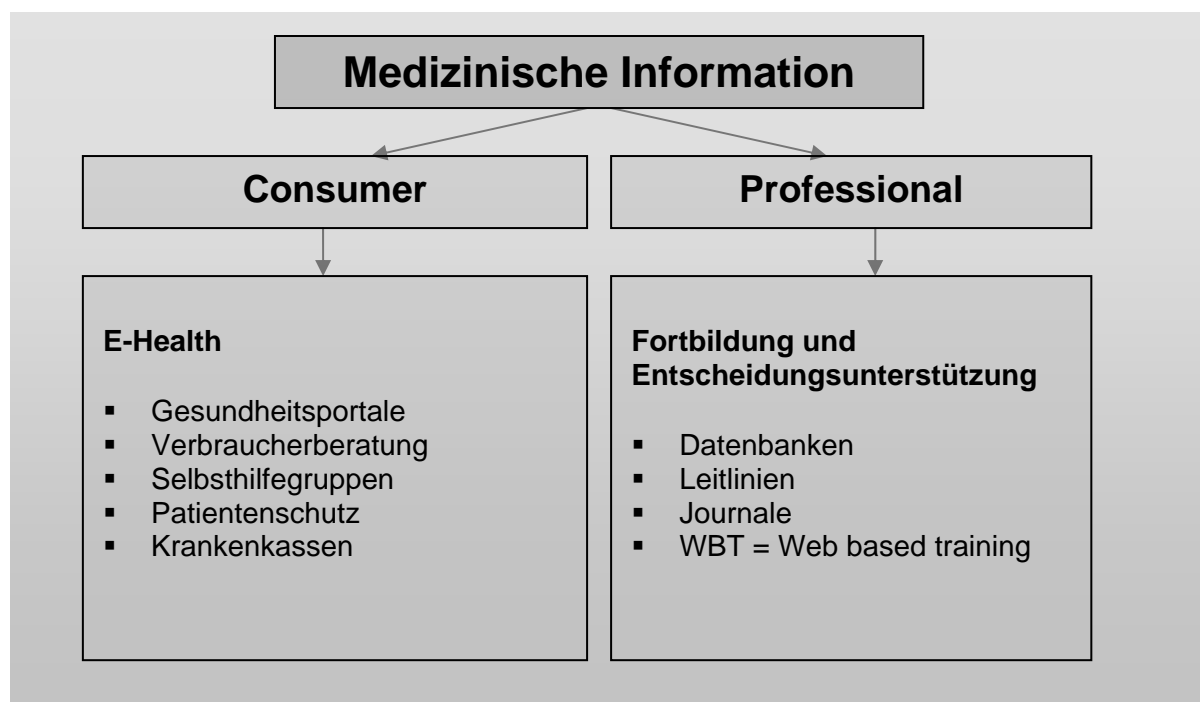 Medizinische Information
Consumer
Professional
E-Health
▪ Gesundheitsportale
▪ Verbraucherberatung
▪ Selbsthilfegruppen
▪ Patientenschutz
▪ Krankenkassen
Fortbildung und
Entscheidungsunterstützung
▪ Datenbanken
▪ Leitlinien
▪ Journale
▪ WBT = Web based training